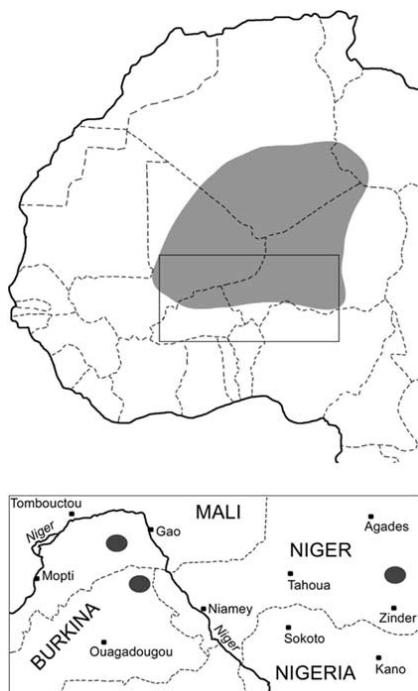 Tombouctou
MALI
Niger
Gao
Agades
NIGER
Mopti
Tahoua
Niamey
Zinder
BURKINA
Niger
Sokoto
Ouagadougou
NIGERIA
Kano